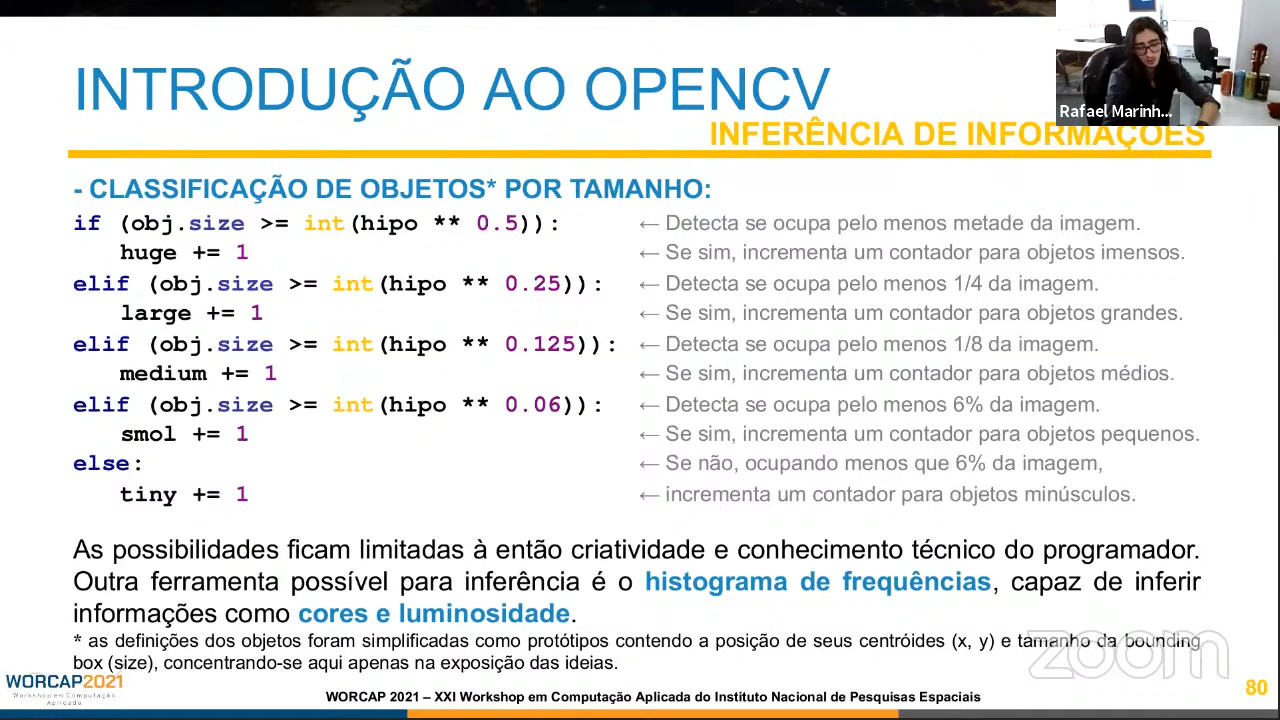 INTRODUÇÃO AO OPENCV
Rafael Marinh...
INFERÊNCIA DE INFORMAÇÕES
- CLASSIFICAÇÃO DE OBJETOS* POR TAMANHO:
if (obj.size >= int(hipo ** 0.5)): ← Detecta se ocupa pelo menos metade da imagem.
huge += 1 ← Se sim, incrementa um contador para objetos imensos.
elif (obj.size >= int(hipo ** 0.25)): ← Detecta se ocupa pelo menos 1/4 da imagem.
large += 1 ← Se sim, incrementa um contador para objetos grandes.
elif (obj.size >= int(hipo ** 0.125)): ← Detecta se ocupa pelo menos 1/8 da imagem.
medium += 1 ← Se sim, incrementa um contador para objetos médios.
elif (obj.size >= int(hipo ** 0.06)): ← Detecta se ocupa pelo menos 6% da imagem.
smol += 1 ← Se sim, incrementa um contador para objetos pequenos.
else: ← Se não, ocupando menos que 6% da imagem,
tiny += 1 ← incrementa um contador para objetos minúsculos.
As possibilidades ficam limitadas à então criatividade e conhecimento técnico do programador.
Outra ferramenta possível para inferência é o histograma de frequências, capaz de inferir
informações como cores e luminosidade.
* as definições dos objetos foram simplificadas como protótipos contendo a posição de seus centróides (x, y) e tamanho da bounding
box (size), concentrando-se aqui apenas na exposição das ideias.
zoom
WORCAP2021
Workshop em Computação
Aplicada
WORCAP 2021 – XXI Workshop em Computação Aplicada do Instituto Nacional de Pesquisas Espaciais
80